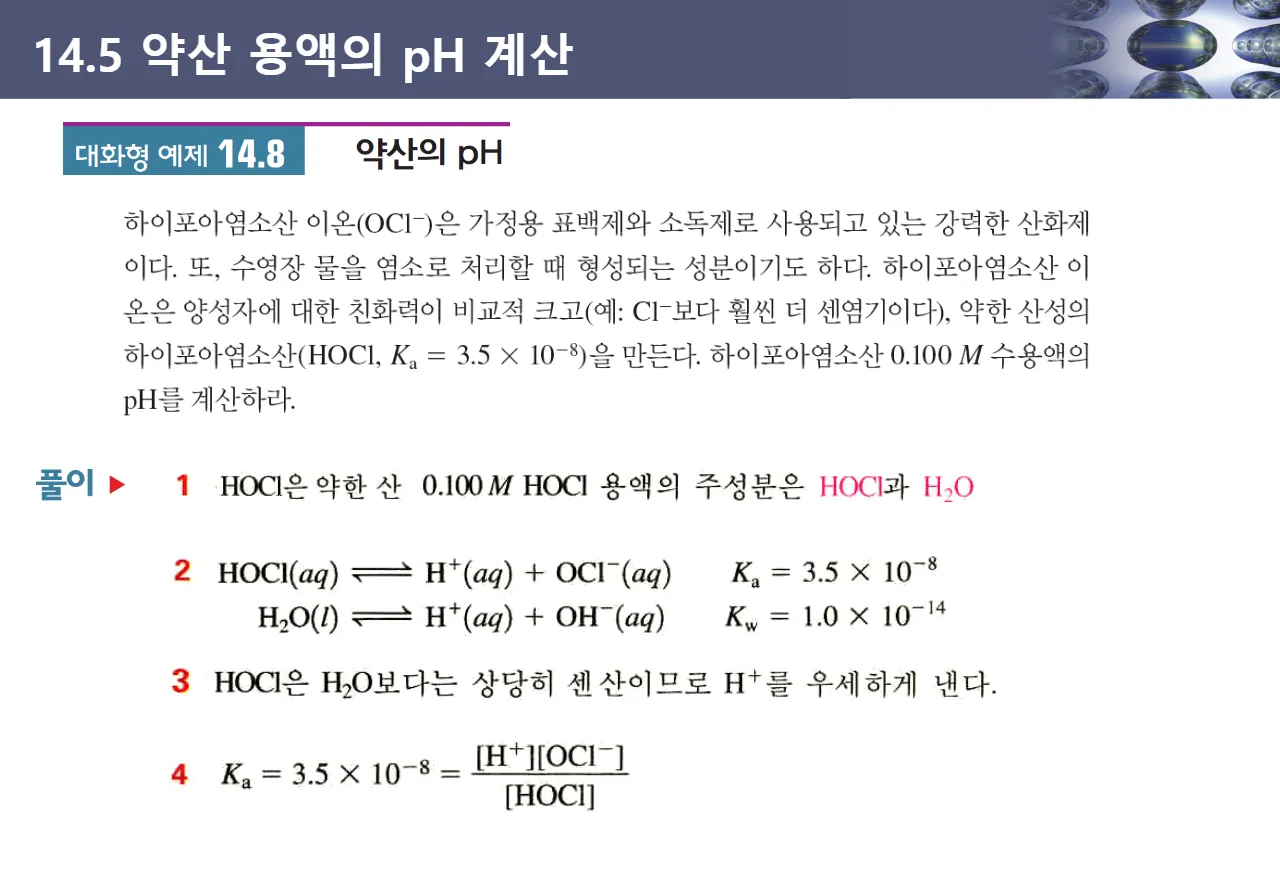 14.5 약산 용액의 pH 계산
대화형 예제 14.8 약산의 pH
하이포아염소산 이온(OCl⁻)은 가정용 표백제와 소독제로 사용되고 있는 강력한 산화제
이다. 또, 수영장 물을 염소로 처리할 때 형성되는 성분이기도 하다. 하이포아염소산 이
온은 양성자에 대한 친화력이 비교적 크고(예: Cl⁻보다 훨씬 더 센염기이다), 약한 산성의
하이포아염소산(HOCl, Kₐ = 3.5 × 10⁻⁸)을 만든다. 하이포아염소산 0.100 M 수용액의
pH를 계산하라.
풀이 ▶ 1 HOCl은 약한 산 0.100 M HOCl 용액의 주성분은 HOCl과 H₂O
2 HOCl(aq) ⇌ H⁺(aq) + OCl⁻(aq) Kₐ = 3.5 × 10⁻⁸
H₂O(l) ⇌ H⁺(aq) + OH⁻(aq) K_w = 1.0 × 10⁻¹⁴
3 HOCl은 H₂O보다는 상당히 센 산이므로 H⁺를 우세하게 낸다.
4 Kₐ = 3.5 × 10⁻⁸ = [H⁺][OCl⁻]
[HOCl]